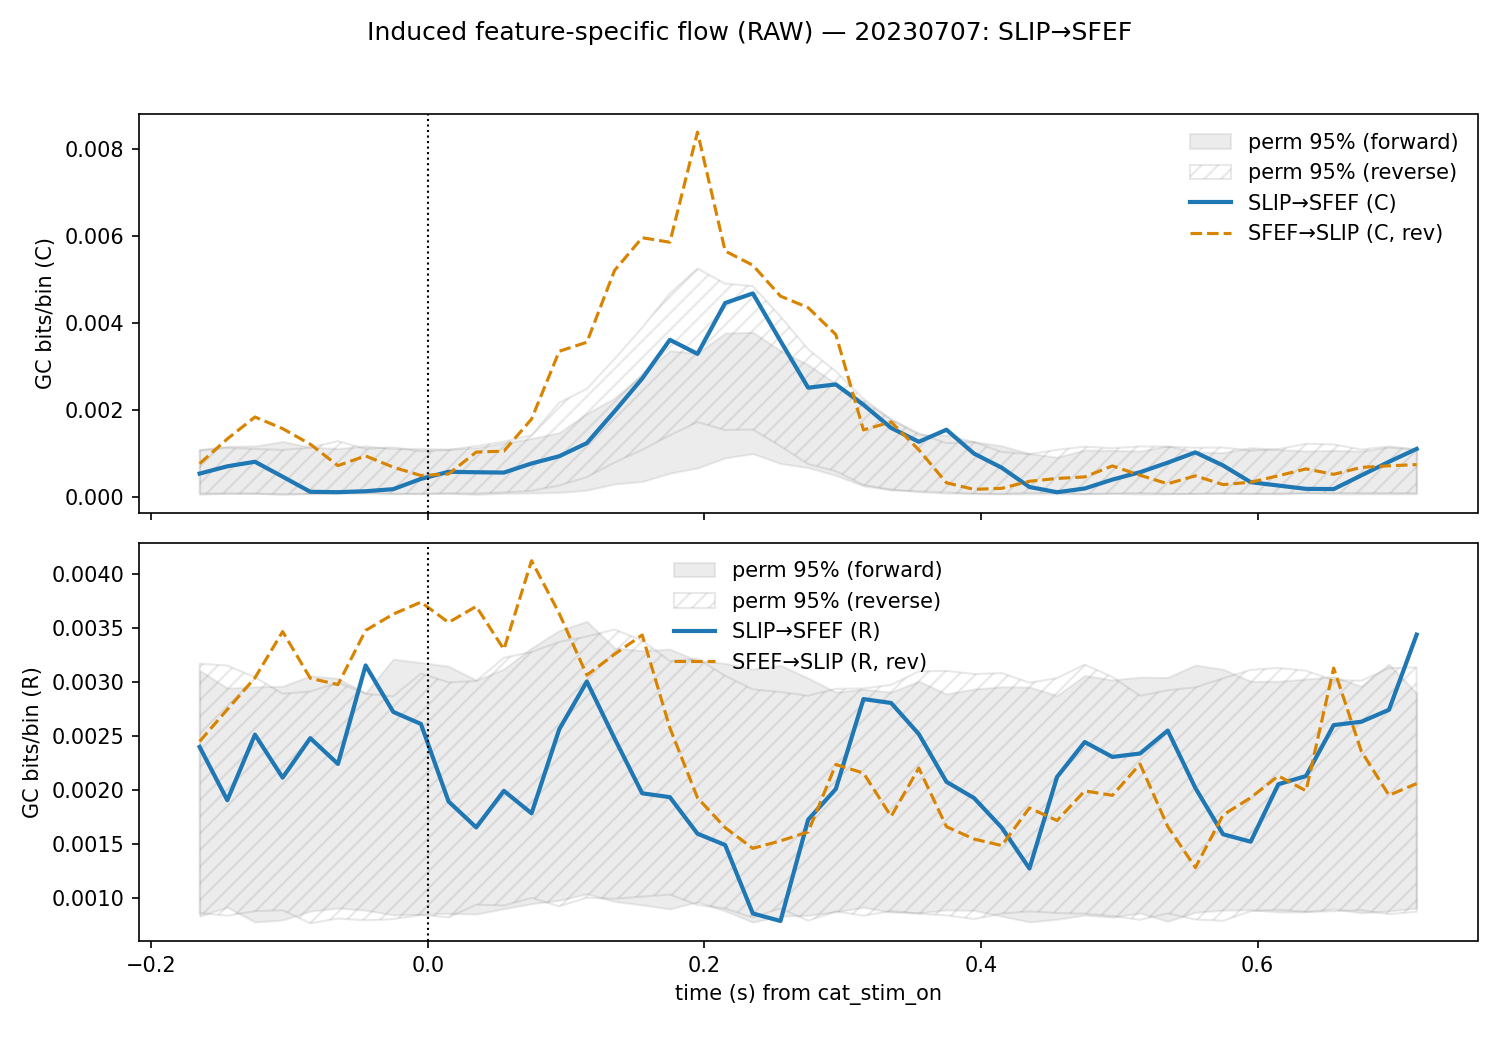 Induced feature-specific flow (RAW) — 20230707: SLIP→SFEF
GC bits/bin (C)
0.008
0.006
0.004
0.002
0.000
perm 95% (forward)
perm 95% (reverse)
SLIP→SFEF (C)
SFEF→SLIP (C, rev)
GC bits/bin (R)
0.0040
0.0035
0.0030
0.0025
0.0020
0.0015
0.0010
perm 95% (forward)
perm 95% (reverse)
SLIP→SFEF (R)
SFEF→SLIP (R, rev)
−0.2 0.0 0.2 0.4 0.6
time (s) from cat_stim_on